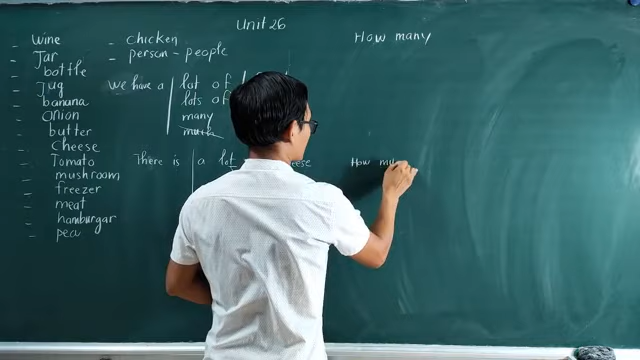 Unit 26
- wine
- Jar
- bottle
- Jug
- banana
- onion
- butter
- cheese
- Tomato
- mushroom
- freezer
- meat
- hamburgar
- pea
- chicken
- person - people
We have a
lot of
lots of
many
much
There is a lot
How many
How mu